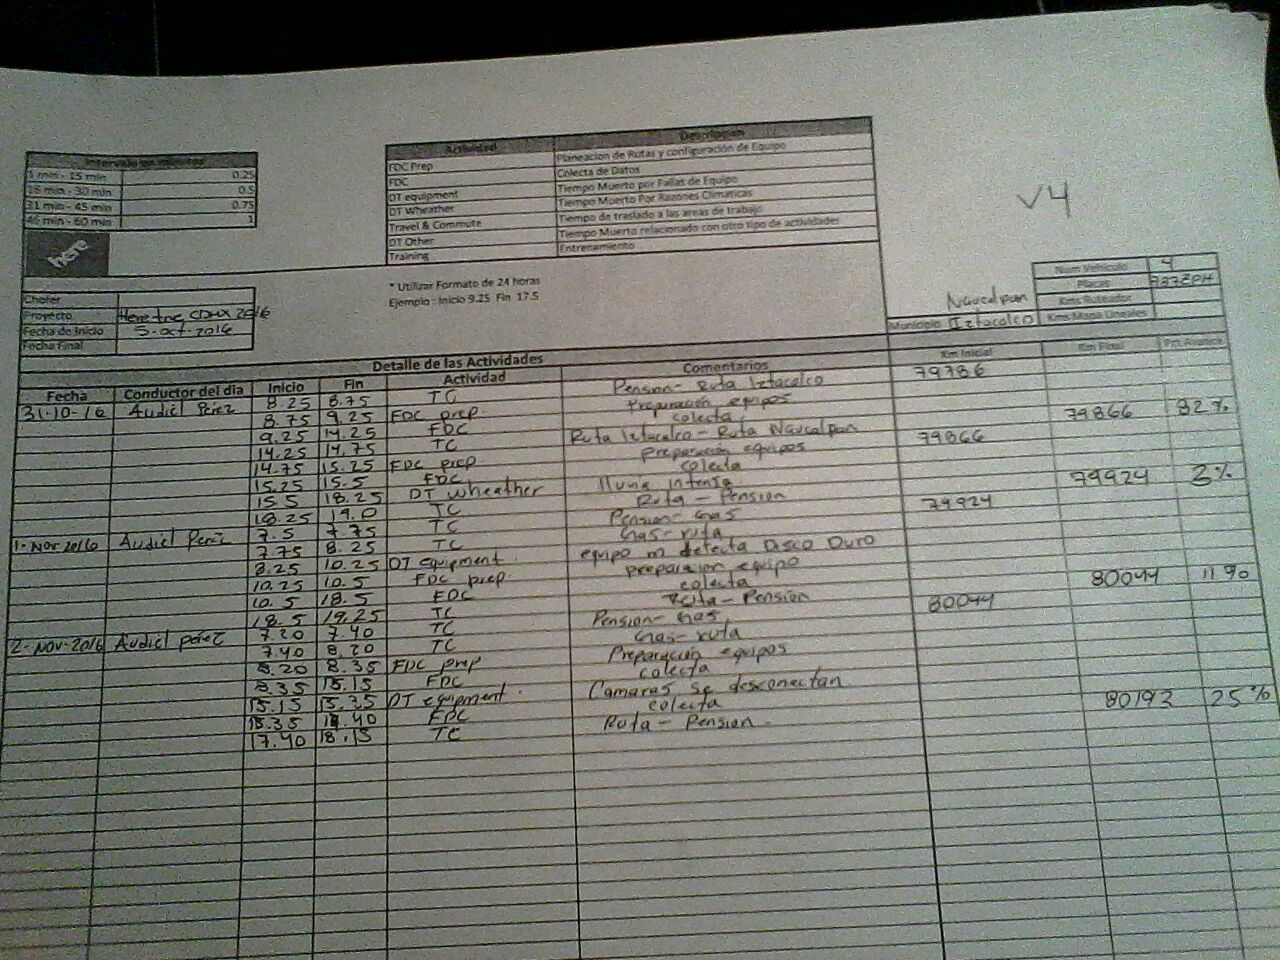 Intervalo en minutos
1 min - 15 min 0.25
16 min - 30 min 0.5
31 min - 45 min 0.75
46 min - 60 min 1
here
Actividad Descripcion
FDC Prep Planeacion de Rutas y configuración de Equipo
FDC Colecta de Datos
DT equipment Tiempo Muerto por Fallas de Equipo
DT Wheather Tiempo Muerto Por Razones Climaticas
Travel & Commute Tiempo de traslado a las areas de trabajo
DT Other Tiempo Muerto relacionado con otro tipo de actividades
Training Entrenamiento
V4
* Utilizar Formato de 24 horas
Ejemplo : Inicio 9.25 Fin 17.5
Chofer
Proyecto Here true CDMX 2016
Fecha de Inicio 5-oct-2016
Fecha Final
Num Vehiculo 4
Placas
Kms Ruteador
Kms Mapa Lineales
Naucalpan
Municipio Iztacalco
Detalle de las Actividades
Fecha Conductor del día Inicio Fin Actividad Comentarios Km Inicial Km Final Pct Avance
31-10-16 Audiel Pérez 8.25 8.75 TC Pension - Ruta Iztacalco 79786
8.75 9.25 FDC prep Preparación equipos
9.25 14.25 FDC colecta 79866 82%
14.25 14.75 TC Ruta Iztacalco - Ruta Naucalpan 79866
14.75 15.25 FDC prep preparacion equipos
15.25 15.5 FDC colecta
15.5 18.25 DT wheather lluvia intensa
18.25 19.0 TC Ruta - Pension 79924 2%
1-Nov 2016 Audiel Perez 7.5 7.75 TC Pension - Gas 79924
7.75 8.25 TC Gas - ruta
8.25 10.25 DT equipment equipo no detecta Disco Duro
10.25 10.5 FDC prep preparacion equipo
10.5 18.5 FDC colecta
18.5 19.25 TC Ruta - Pensión 80044 11%
2-Nov-2016 Audiel perez 7.20 7.40 TC Pension - Gas 80044
7.40 8.20 TC Gas - ruta
8.20 8.35 FDC prep Preparación equipos
8.35 15.15 FDC colecta
15.15 15.35 DT equipment Camaras se desconectan
15.35 FDC colecta
17.40 18.15 TC Ruta - Pension 80193 25%